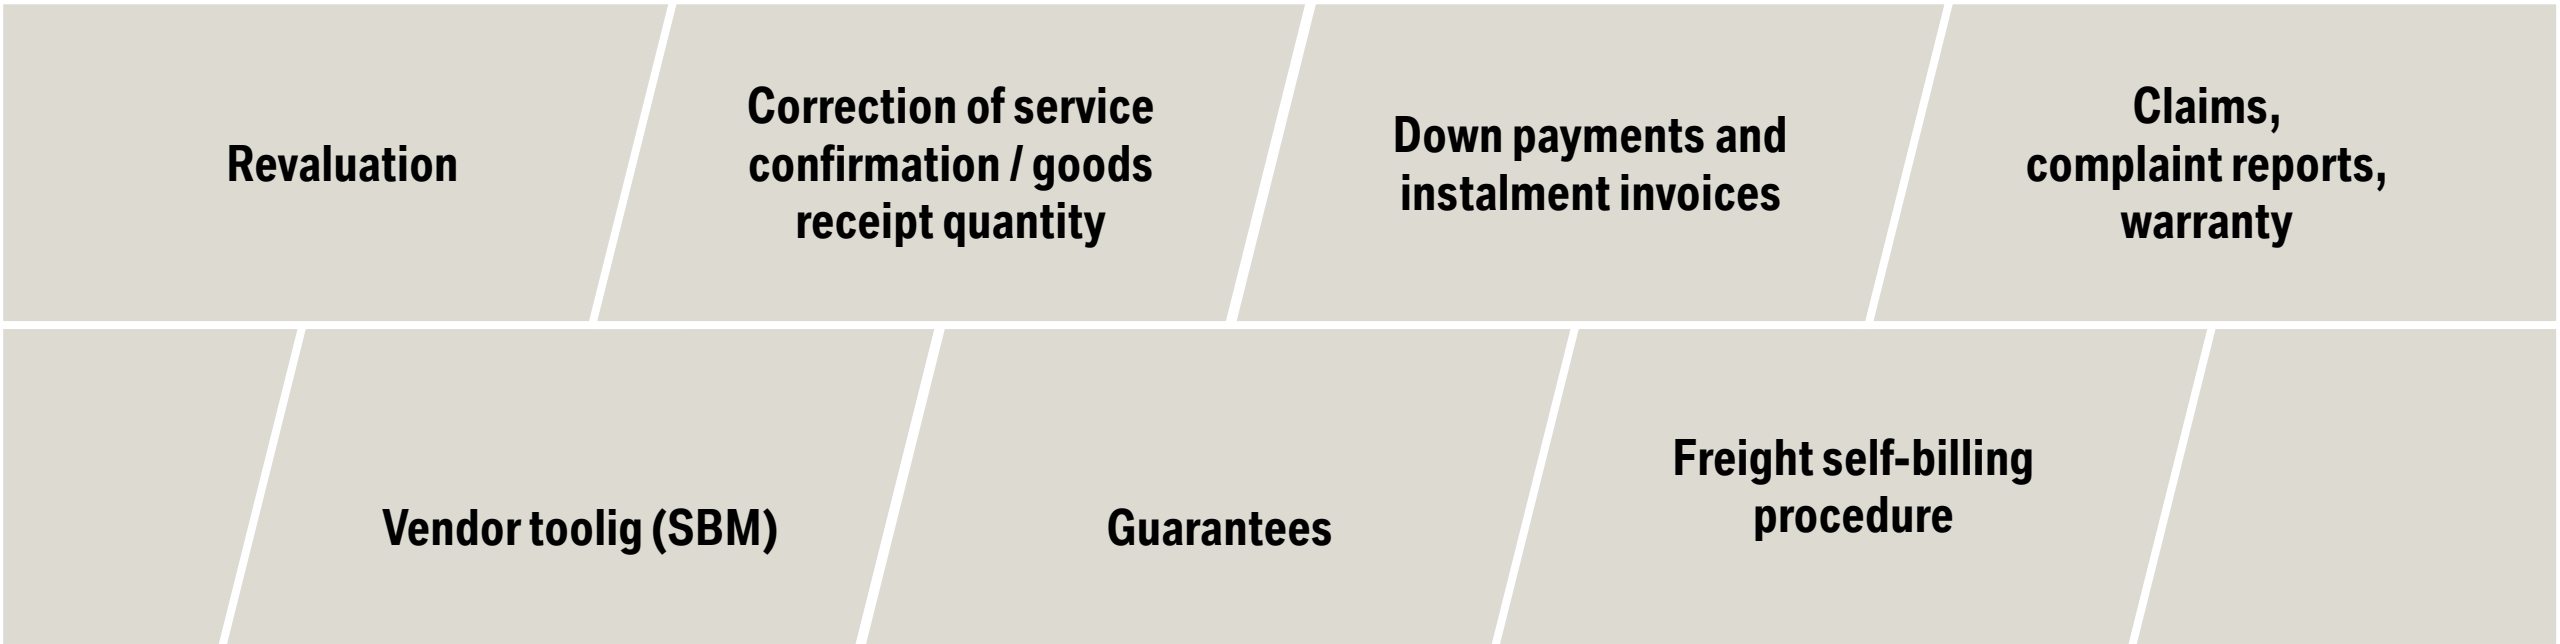 Revaluation
Correction of service
confirmation / goods
receipt quantity
Down payments and
instalment invoices
Claims,
complaint reports,
warranty
Vendor toolig (SBM)
Guarantees
Freight self-billing
procedure